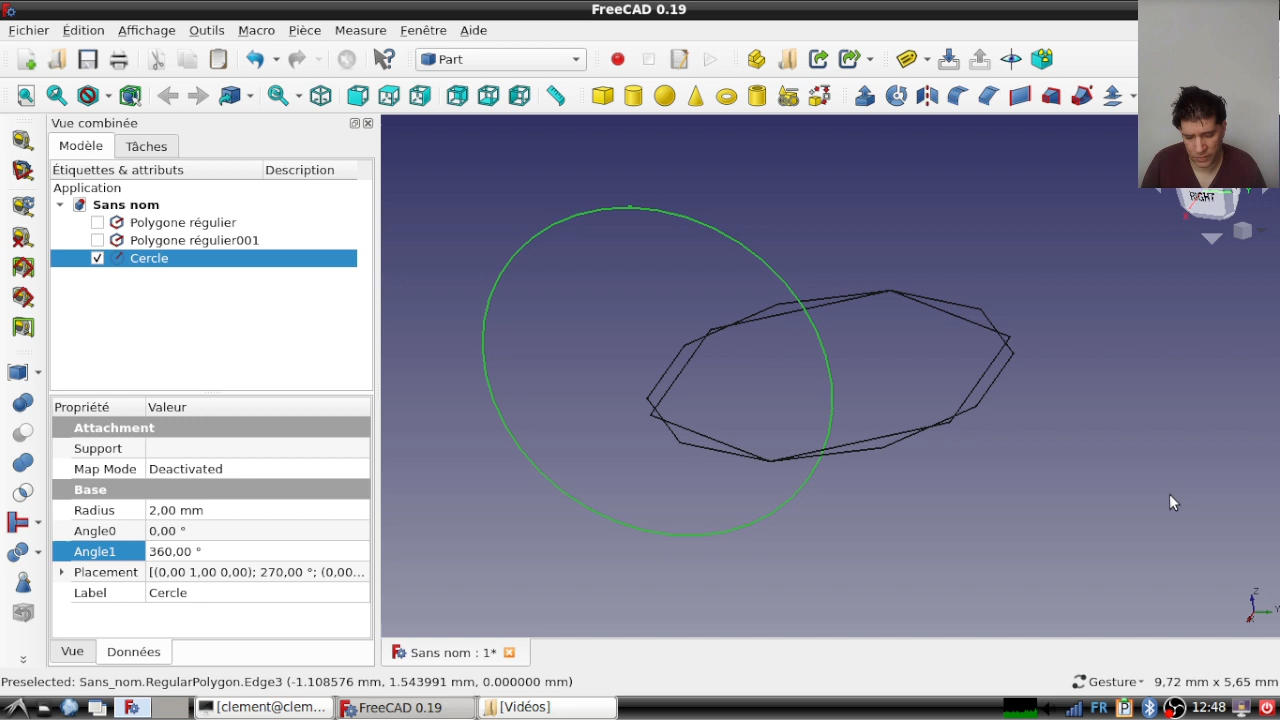 FreeCAD 0.19
Fichier Édition Affichage Outils Macro Pièce Measure Fenêtre Aide
Part
Vue combinée
Modèle Tâches
Étiquettes & attributs Description
Application
Sans nom
Polygone régulier
Polygone régulier001
Cercle
RIGHT
Y
X
Propriété Valeur
Attachment
Support
Map Mode Deactivated
Base
Radius 2,00 mm
Angle0 0,00 °
Angle1 360,00 °
Placement [(0,00 1,00 0,00); 270,00 °; (0,00...
Label Cercle
Z
Y
X
Vue Données
Sans nom : 1*
Preselected: Sans_nom.RegularPolygon.Edge3 (-1.108576 mm, 1.543991 mm, 0.000000 mm) Gesture 9,72 mm x 5,65 mm
[clement@clem... FreeCAD 0.19 [Vidéos] FR 12:48